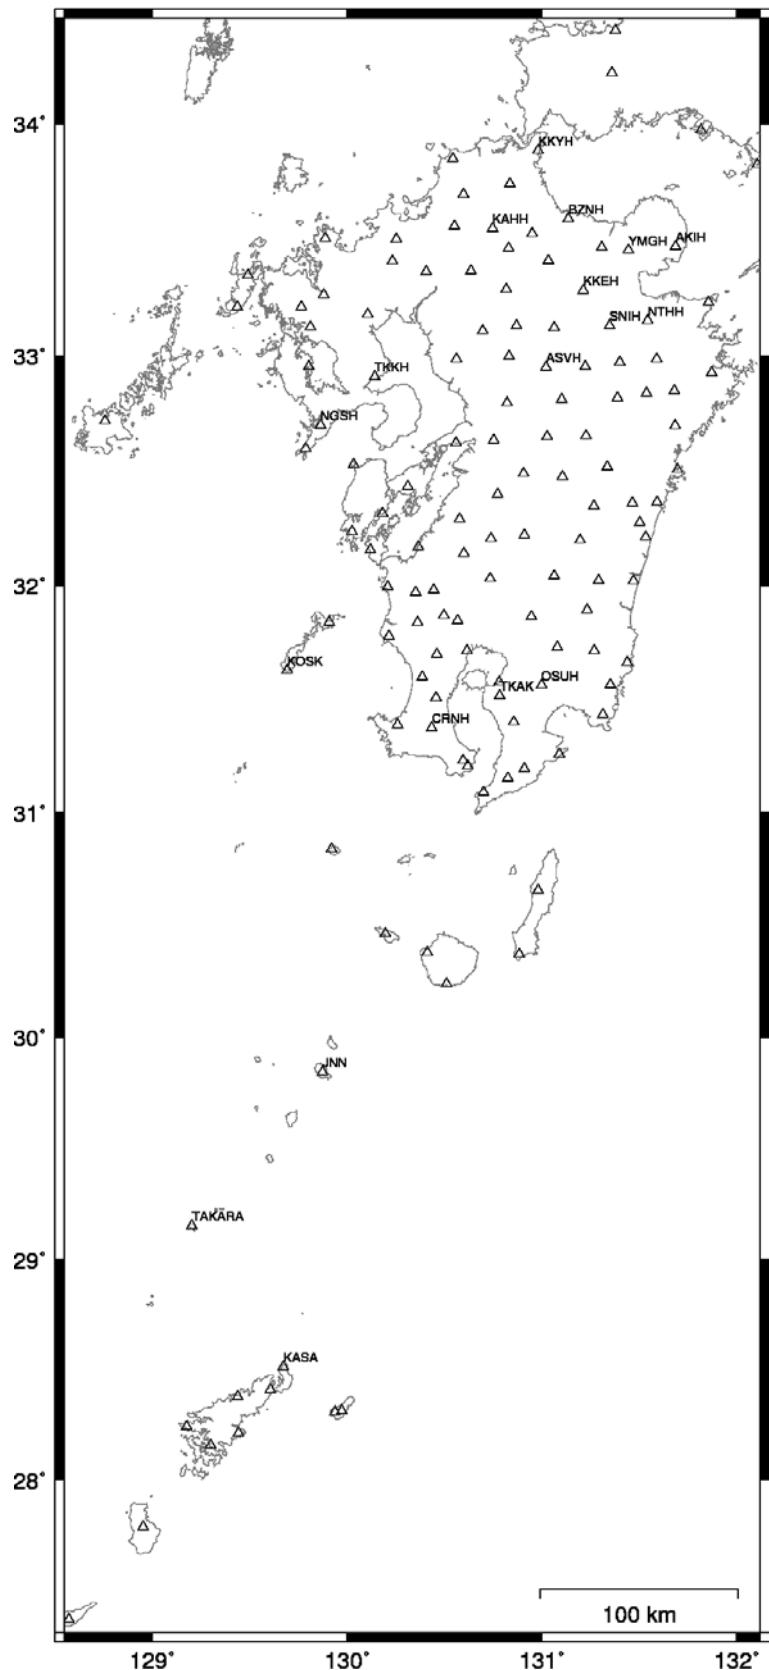 34°
KKYH
BZNH
KAHH
YMGH
AKIH
KKEH
SNIH
NTHH
33°
ASVH
TKKH
NGSH
32°
KOSK
OSUH
TKAK
CRNH
31°
30°
JNN
TAKARA
29°
KASA
28°
100 km
129°
130°
131°
132°